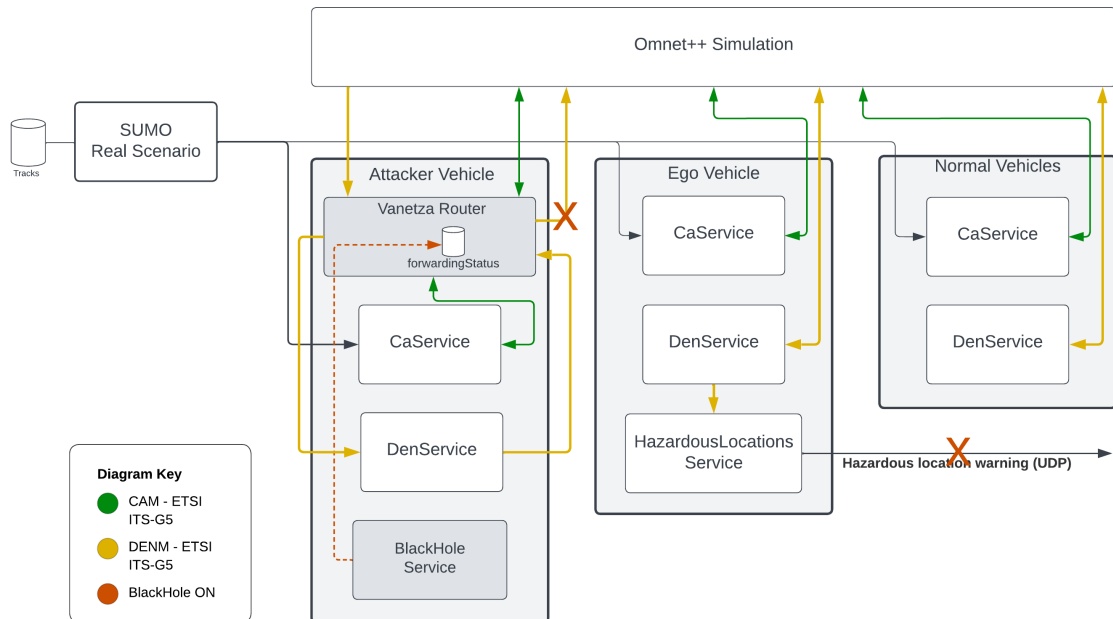 Omnet++ Simulation
SUMO
Real Scenario
Tracks
Attacker Vehicle
Vanetza Router
forwardingStatus
CaService
DenService
BlackHole
Service
X
Ego Vehicle
CaService
DenService
HazardousLocations
Service
Normal Vehicles
CaService
DenService
X
Hazardous location warning (UDP)
Diagram Key
CAM - ETSI
ITS-G5
DENM - ETSI
ITS-G5
BlackHole ON